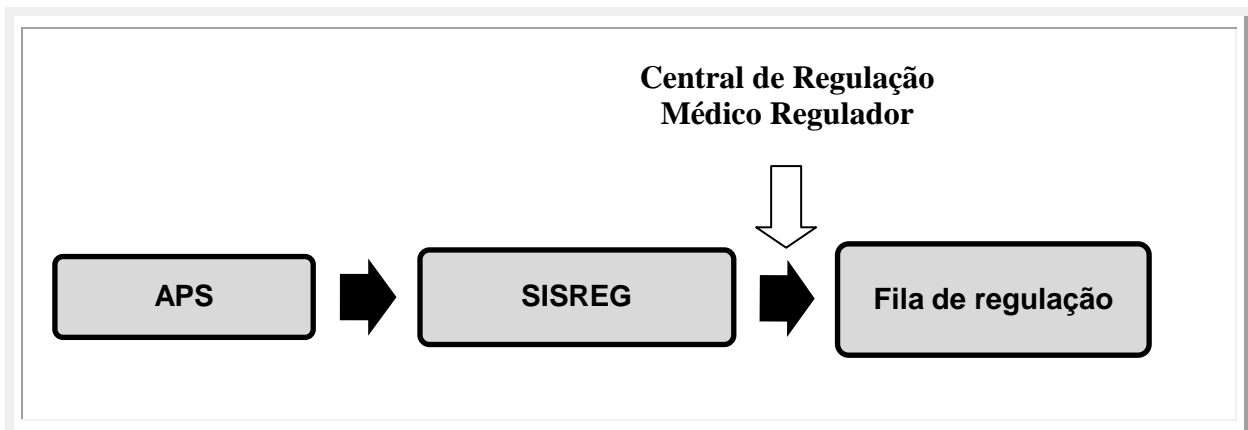 Central de Regulação
Médico Regulador
APS
SISREG
Fila de regulação